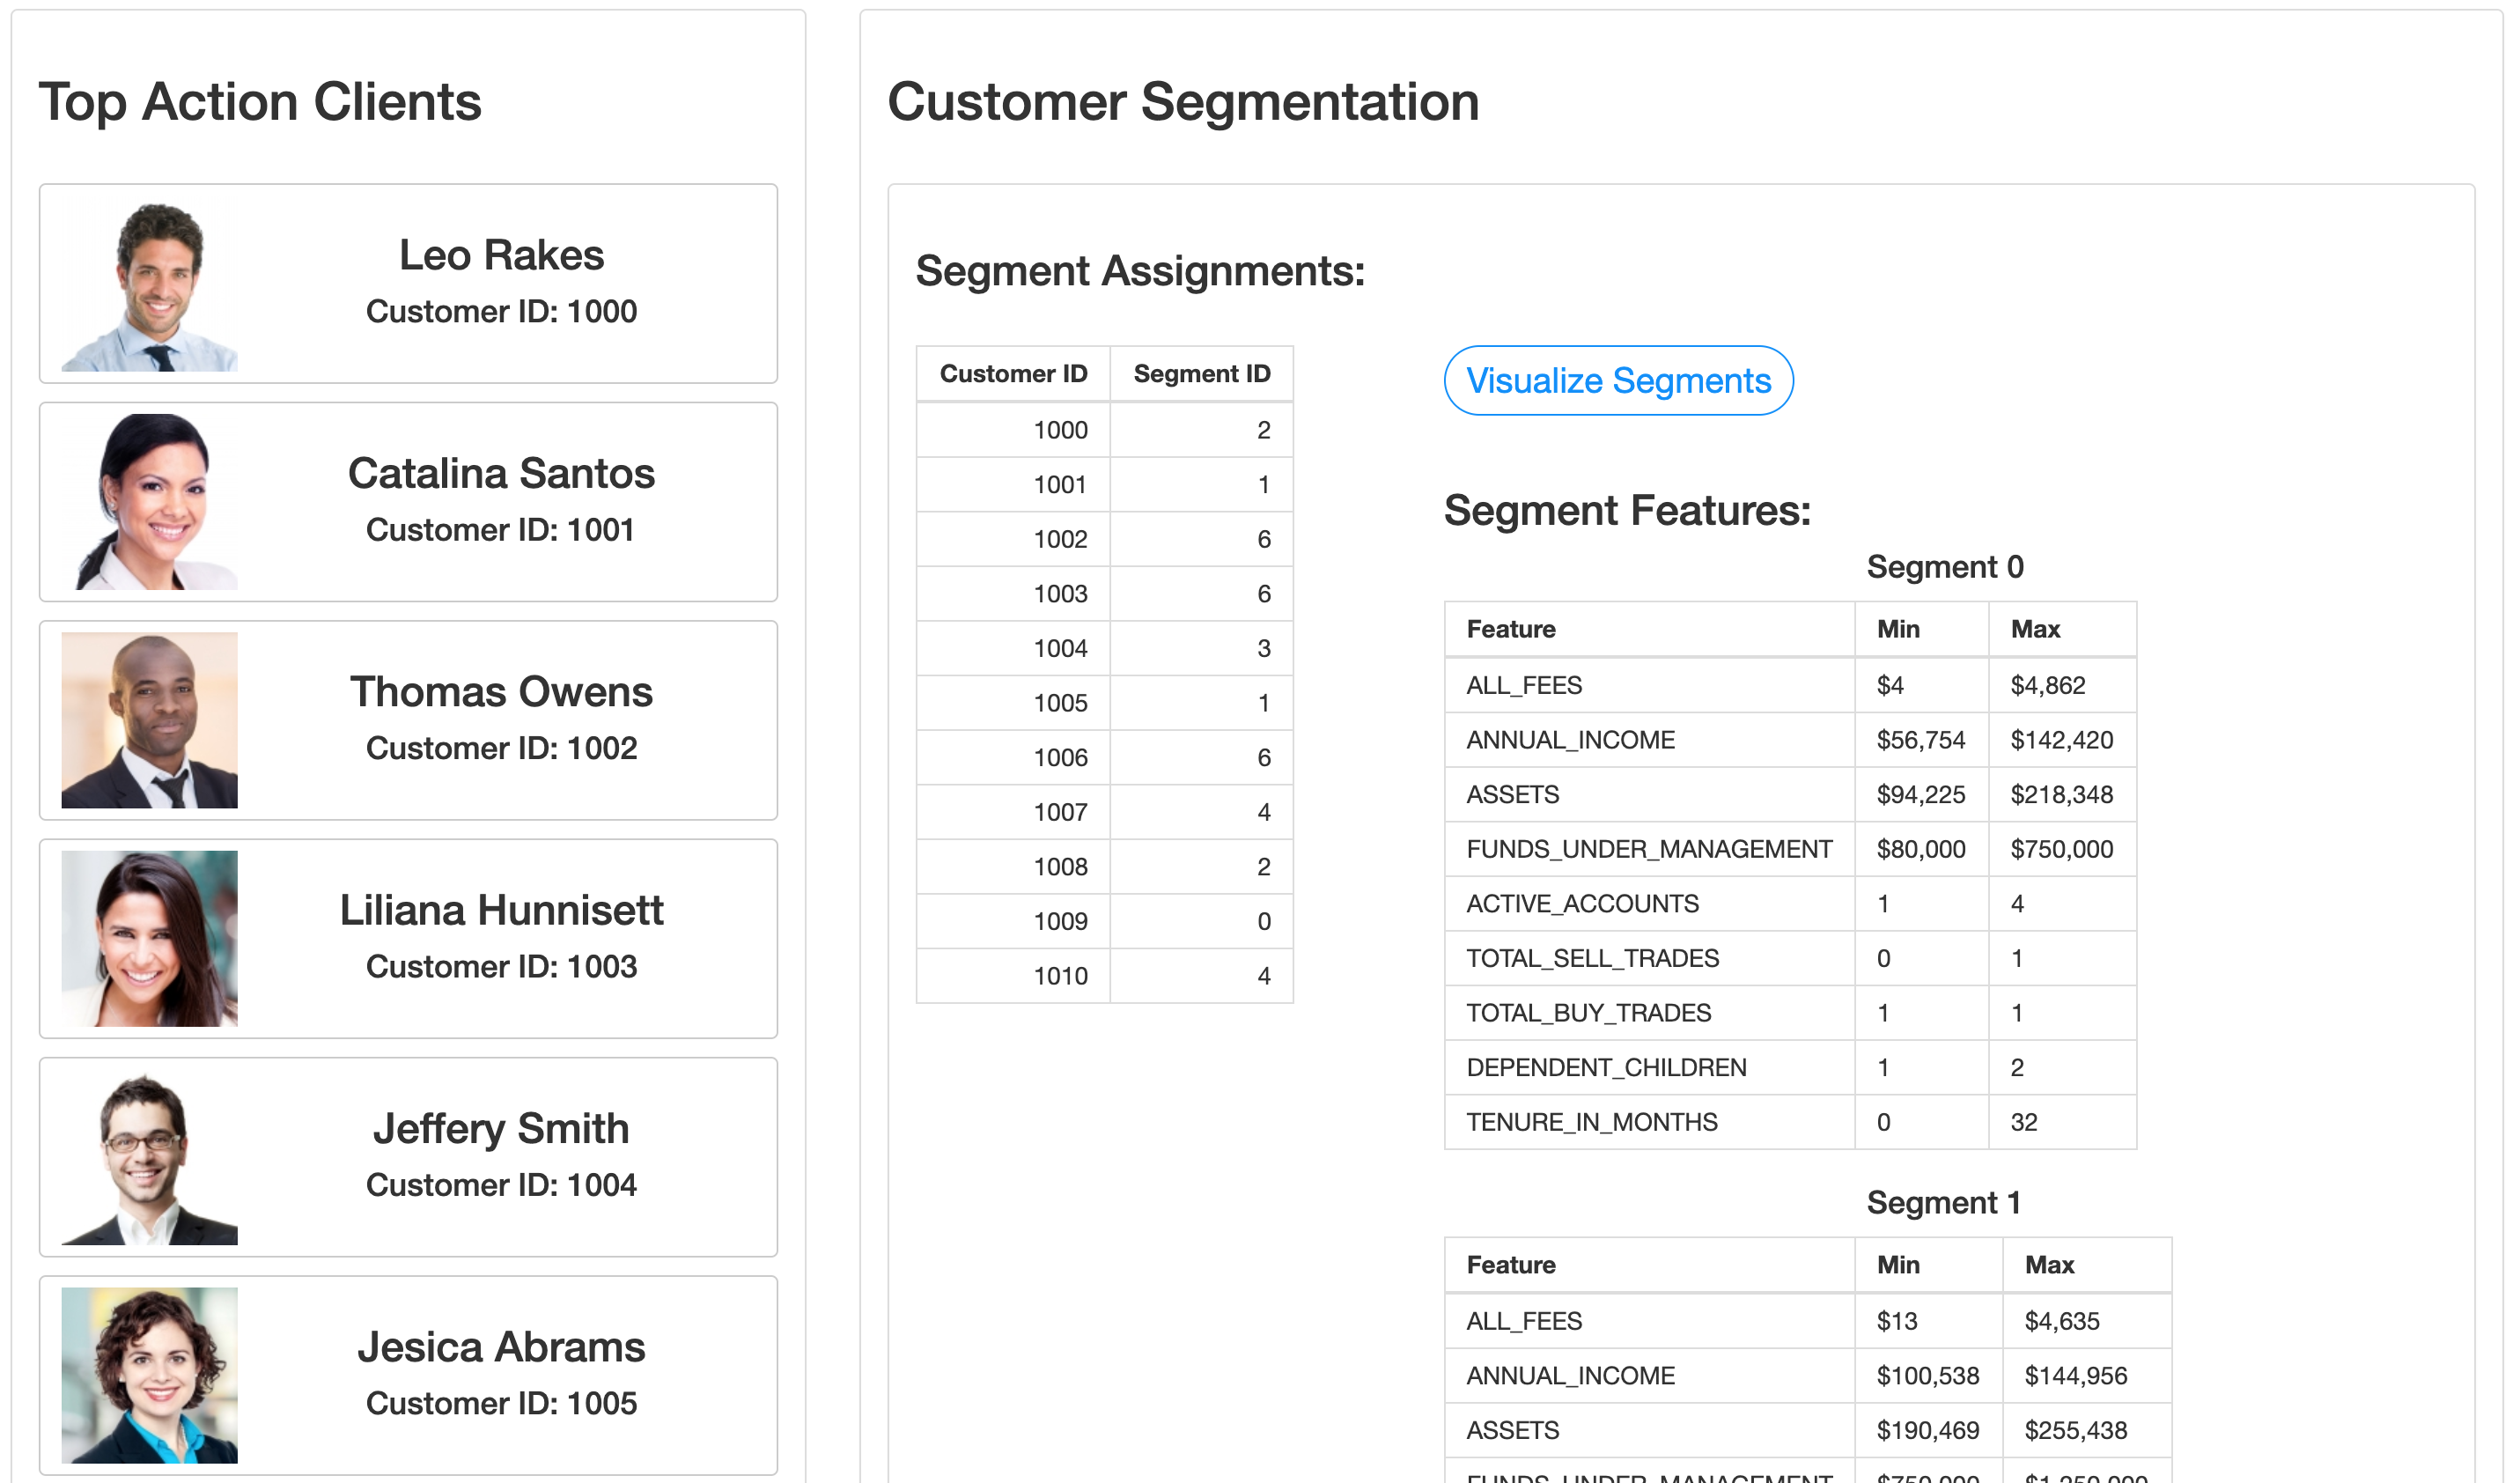 Top Action Clients
Leo Rakes
Customer ID: 1000
Catalina Santos
Customer ID: 1001
Thomas Owens
Customer ID: 1002
Liliana Hunnisett
Customer ID: 1003
Jeffery Smith
Customer ID: 1004
Jesica Abrams
Customer ID: 1005
Customer Segmentation
Segment Assignments:
Customer ID Segment ID
1000 2
1001 1
1002 6
1003 6
1004 3
1005 1
1006 6
1007 4
1008 2
1009 0
1010 4
Visualize Segments
Segment Features:
Segment 0
Feature Min Max
ALL_FEES $4 $4,862
ANNUAL_INCOME $56,754 $142,420
ASSETS $94,225 $218,348
FUNDS_UNDER_MANAGEMENT $80,000 $750,000
ACTIVE_ACCOUNTS 1 4
TOTAL_SELL_TRADES 0 1
TOTAL_BUY_TRADES 1 1
DEPENDENT_CHILDREN 1 2
TENURE_IN_MONTHS 0 32
Segment 1
Feature Min Max
ALL_FEES $13 $4,635
ANNUAL_INCOME $100,538 $144,956
ASSETS $190,469 $255,438
FUNDS_UNDER_MANAGEMENT $750,000 $1,250,000